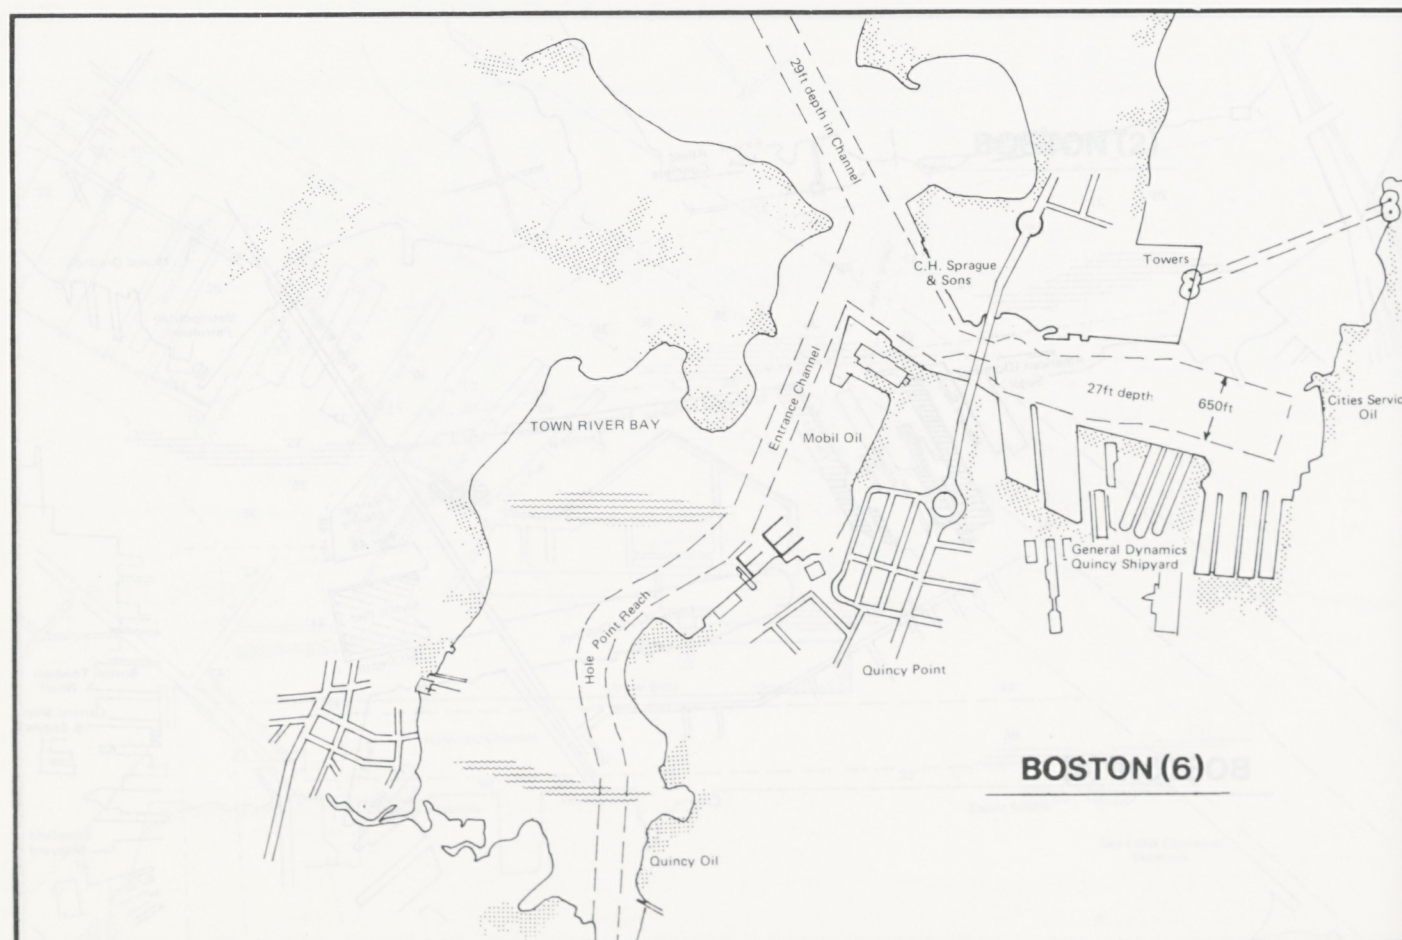 29ft depth in Channel
C.H. Sprague
& Sons
Towers
Entrance Channel
27ft depth
650ft
Cities Servic
Oil
TOWN RIVER BAY
Mobil Oil
General Dynamics
Quincy Shipyard
Hole Point Reach
Quincy Point
BOSTON (6)
Quincy Oil